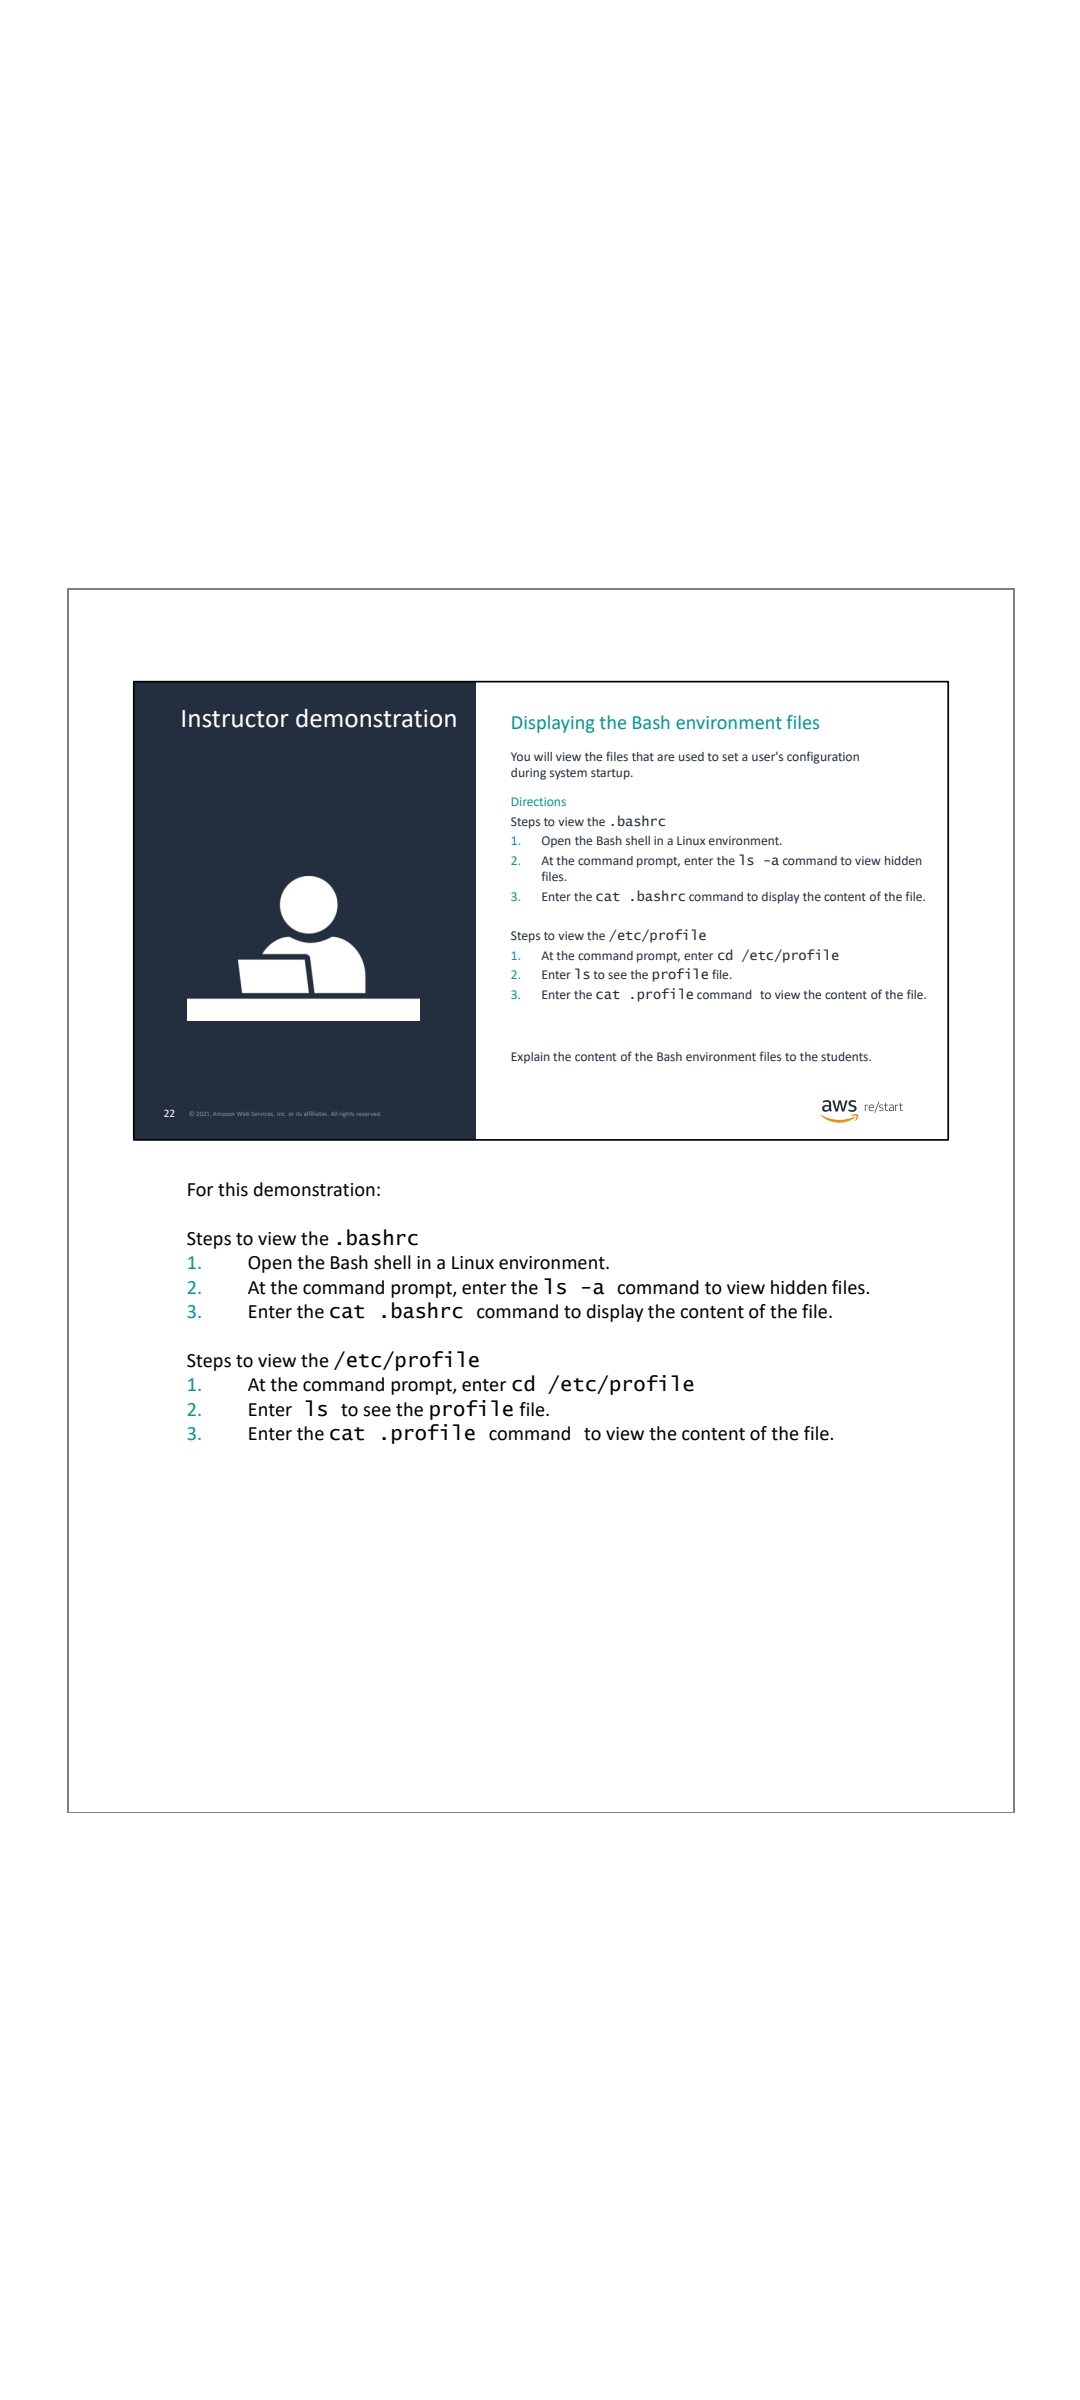 Instructor demonstration
Displaying the Bash environment files
You will view the files that are used to set a user's configuration
during system startup.
Directions
Steps to view the .bashrc
1. Open the Bash shell in a Linux environment.
2. At the command prompt, enter the ls -a command to view hidden
files.
3. Enter the cat .bashrc command to display the content of the file.
Steps to view the /etc/profile
1. At the command prompt, enter cd /etc/profile
2. Enter ls to see the profile file.
3. Enter the cat .profile command to view the content of the file.
Explain the content of the Bash environment files to the students.
22 © 2021, Amazon Web Services, Inc. or its affiliates. All rights reserved.
aws re/start
For this demonstration:
Steps to view the .bashrc
1. Open the Bash shell in a Linux environment.
2. At the command prompt, enter the ls -a command to view hidden files.
3. Enter the cat .bashrc command to display the content of the file.
Steps to view the /etc/profile
1. At the command prompt, enter cd /etc/profile
2. Enter ls to see the profile file.
3. Enter the cat .profile command to view the content of the file.